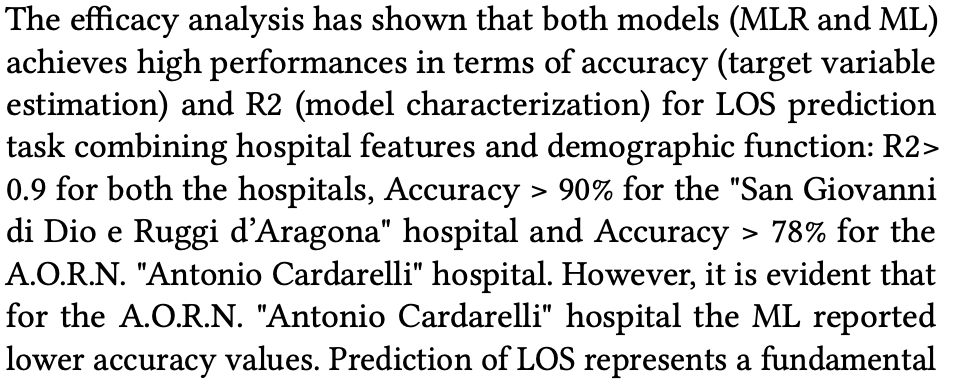 The efficacy analysis has shown that both models (MLR and ML)
achieves high performances in terms of accuracy (target variable
estimation) and R2 (model characterization) for LOS prediction
task combining hospital features and demographic function: R2>
0.9 for both the hospitals, Accuracy > 90% for the "San Giovanni
di Dio e Ruggi d’Aragona" hospital and Accuracy > 78% for the
A.O.R.N. "Antonio Cardarelli" hospital. However, it is evident that
for the A.O.R.N. "Antonio Cardarelli" hospital the ML reported
lower accuracy values. Prediction of LOS represents a fundamental